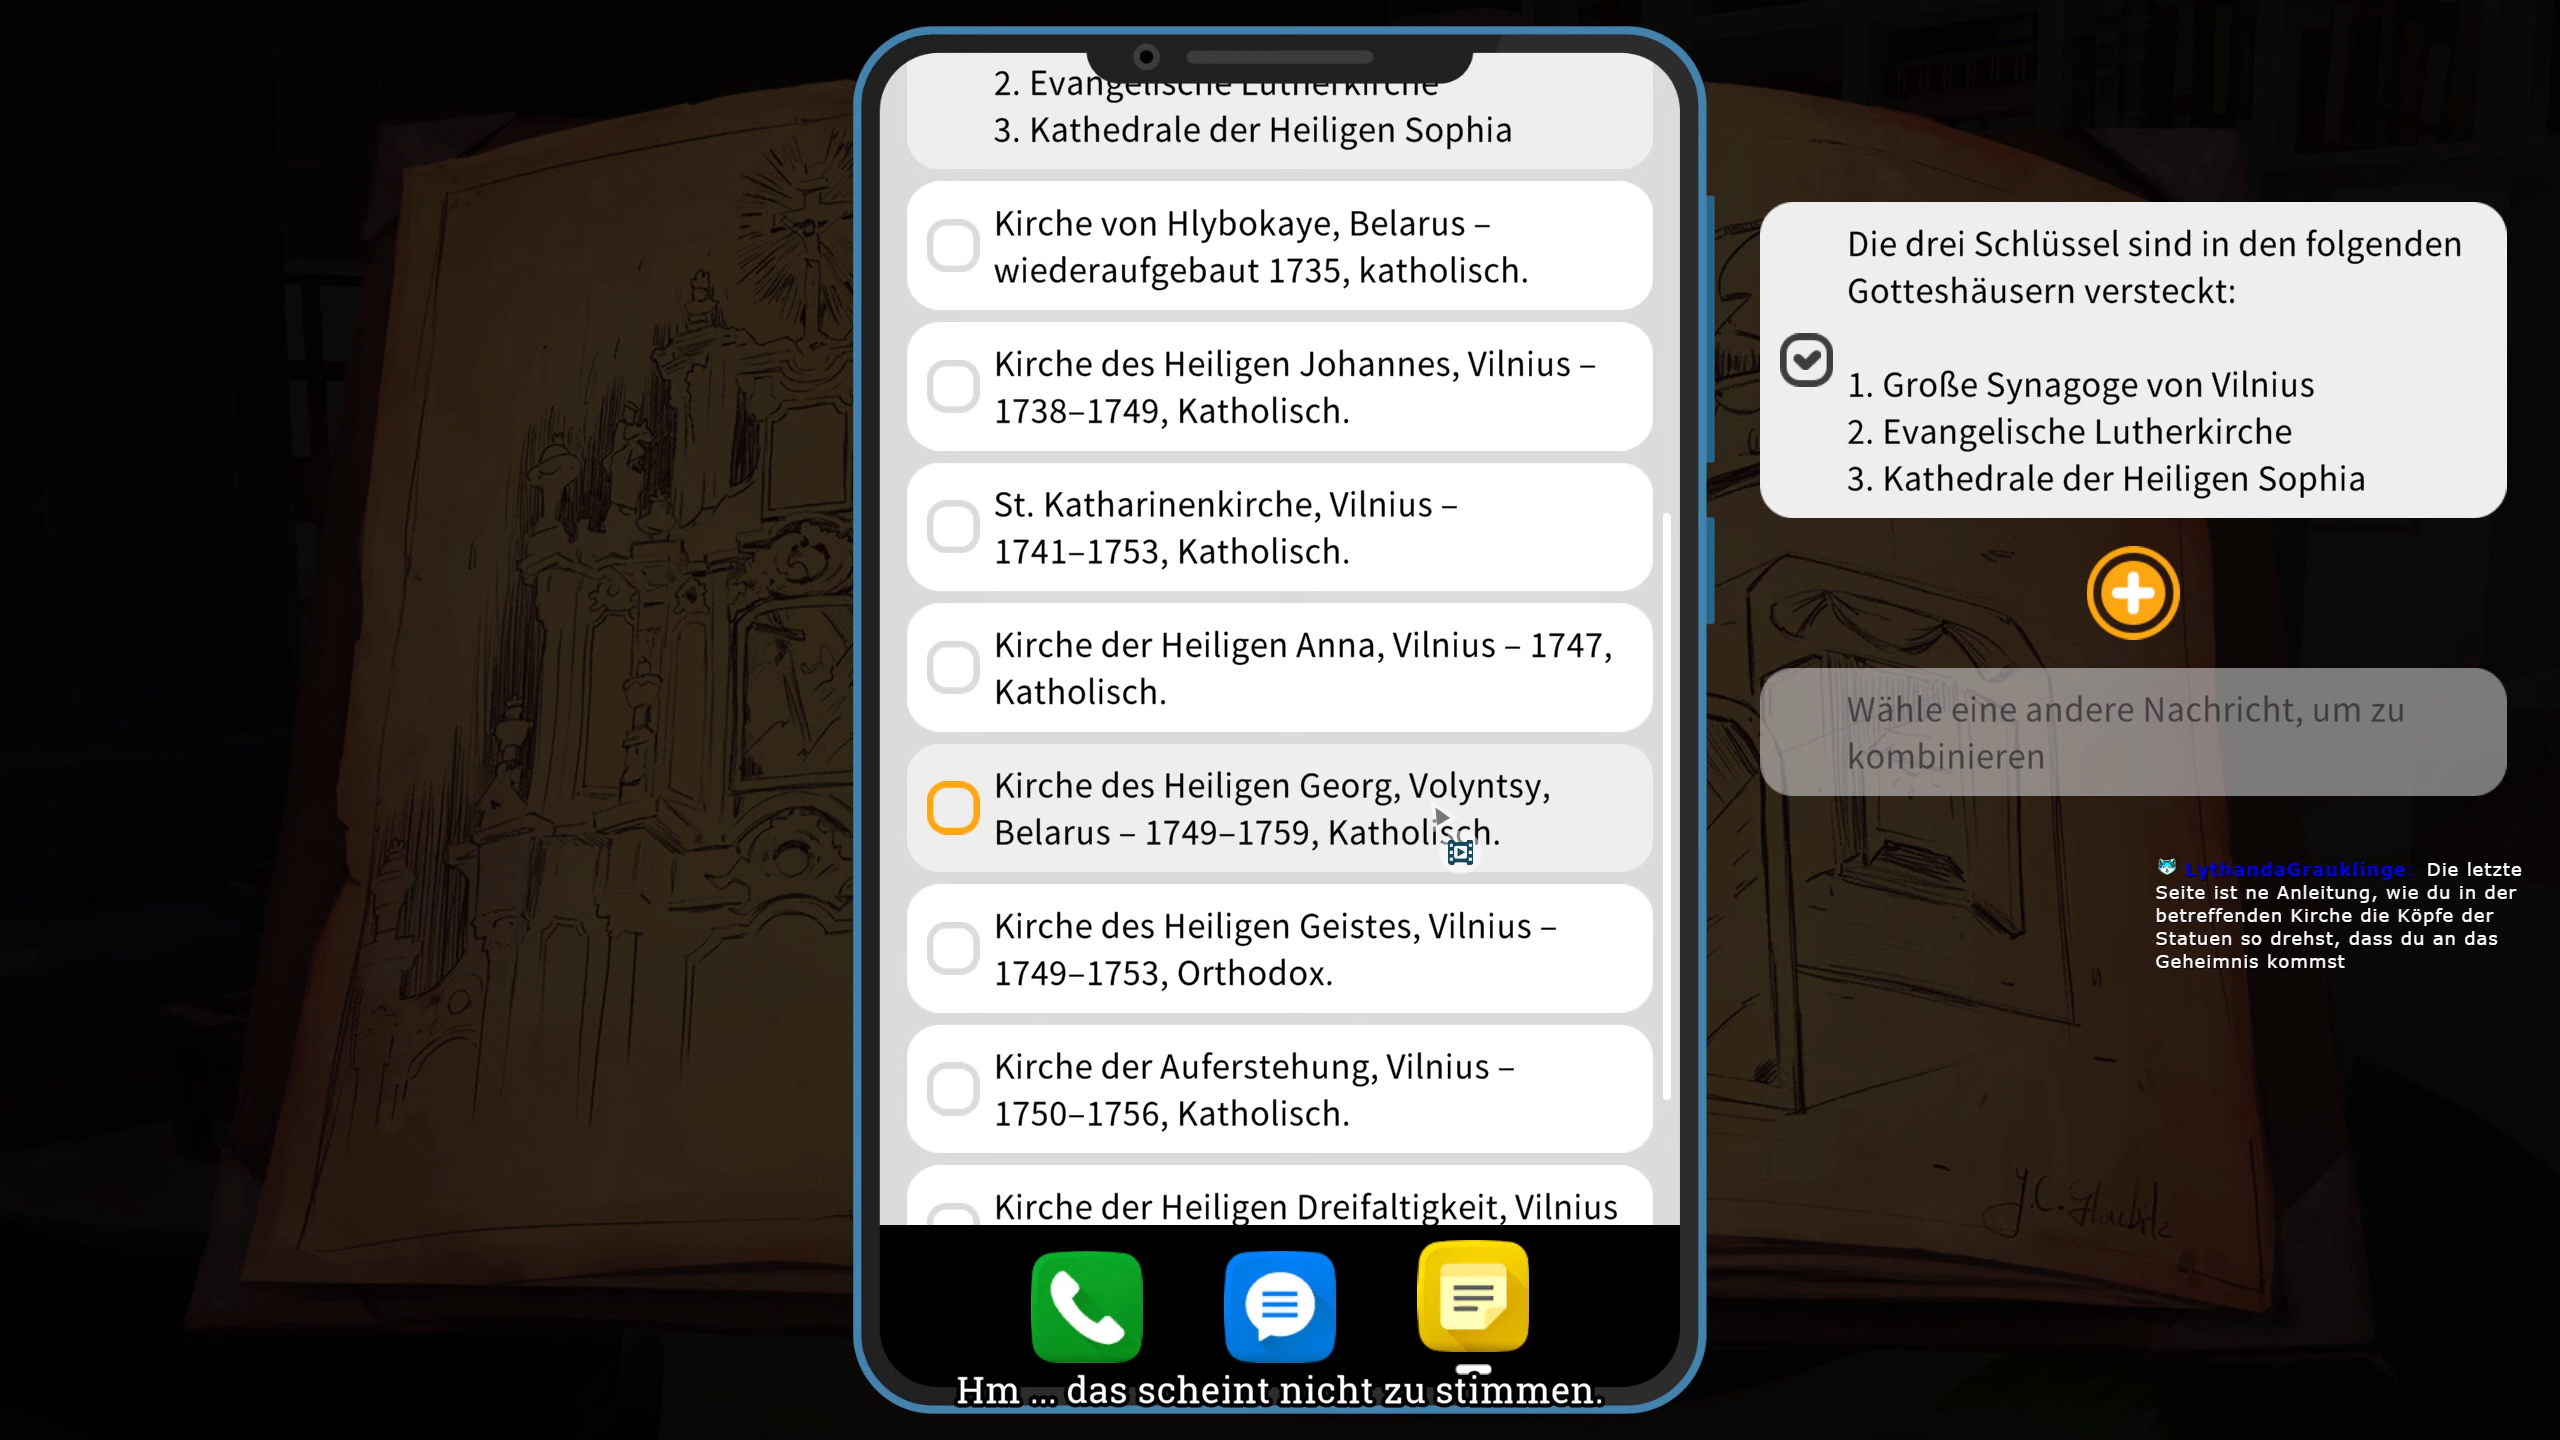 2. Evangelische Lutherkirche
3. Kathedrale der Heiligen Sophia
Kirche von Hlybokaye, Belarus –
wiederaufgebaut 1735, katholisch.
Kirche des Heiligen Johannes, Vilnius –
1738–1749, Katholisch.
St. Katharinenkirche, Vilnius –
1741–1753, Katholisch.
Kirche der Heiligen Anna, Vilnius – 1747,
Katholisch.
Kirche des Heiligen Georg, Volyntsy,
Belarus – 1749–1759, Katholisch.
Kirche des Heiligen Geistes, Vilnius –
1749–1753, Orthodox.
Kirche der Auferstehung, Vilnius –
1750–1756, Katholisch.
Kirche der Heiligen Dreifaltigkeit, Vilnius
Hm ... das scheint nicht zu stimmen.
Die drei Schlüssel sind in den folgenden
Gotteshäusern versteckt:
1. Große Synagoge von Vilnius
2. Evangelische Lutherkirche
3. Kathedrale der Heiligen Sophia
Wähle eine andere Nachricht, um zu
kombinieren
LythandaGrauklinge: Die letzte
Seite ist ne Anleitung, wie du in der
betreffenden Kirche die Köpfe der
Statuen so drehst, dass du an das
Geheimnis kommst
J.C. Glaubitz